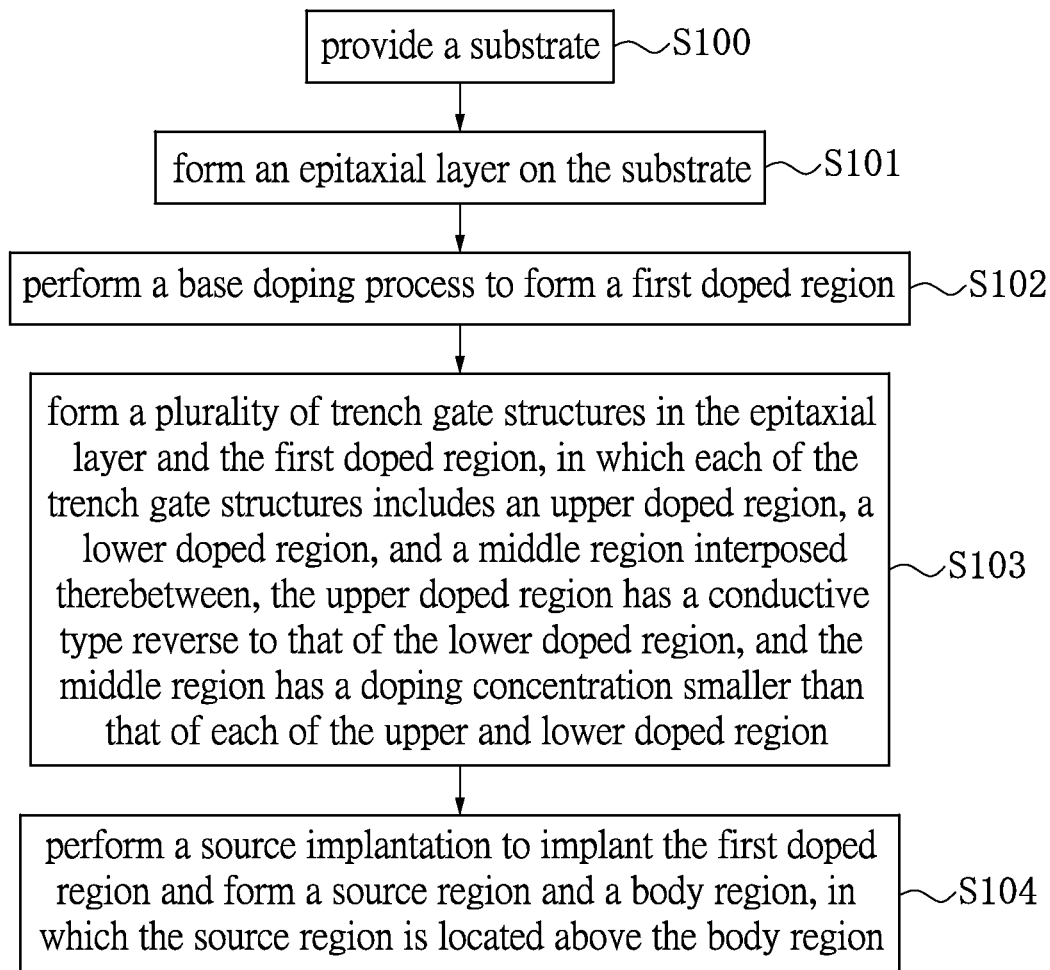 provide a substrate
S100
form an epitaxial layer on the substrate
S101
perform a base doping process to form a first doped region
S102
form a plurality of trench gate structures in the epitaxial
layer and the first doped region, in which each of the
trench gate structures includes an upper doped region, a
lower doped region, and a middle region interposed
therebetween, the upper doped region has a conductive
type reverse to that of the lower doped region, and the
middle region has a doping concentration smaller than
that of each of the upper and lower doped region
S103
perform a source implantation to implant the first doped
region and form a source region and a body region, in
which the source region is located above the body region
S104